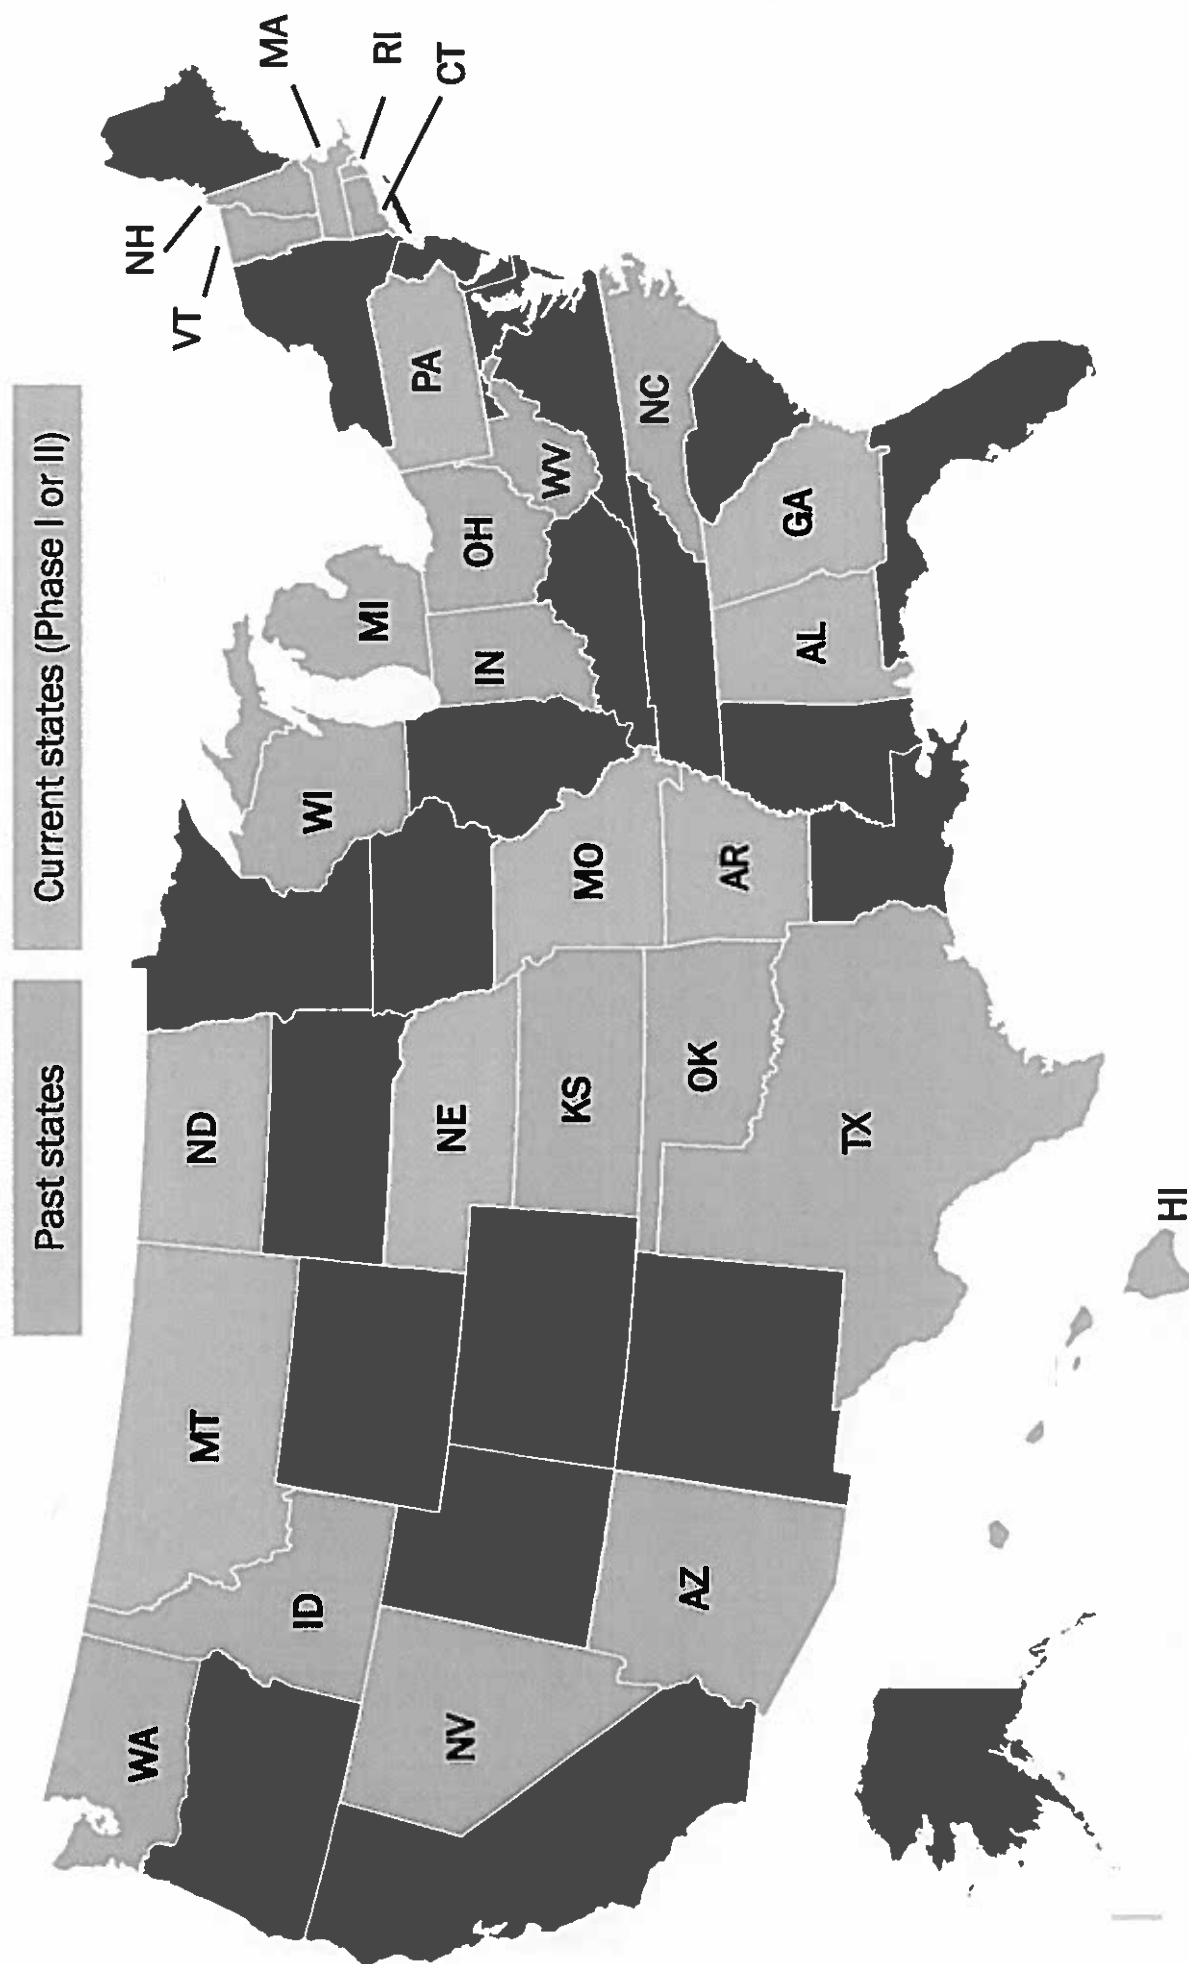 Past states
Current states (Phase I or II)
WA
MT
ND
ID
NV
AZ
NE
KS
OK
TX
WI
MO
AR
MI
IN
OH
PA
WV
NC
GA
AL
VT
NH
MA
RI
CT
HI